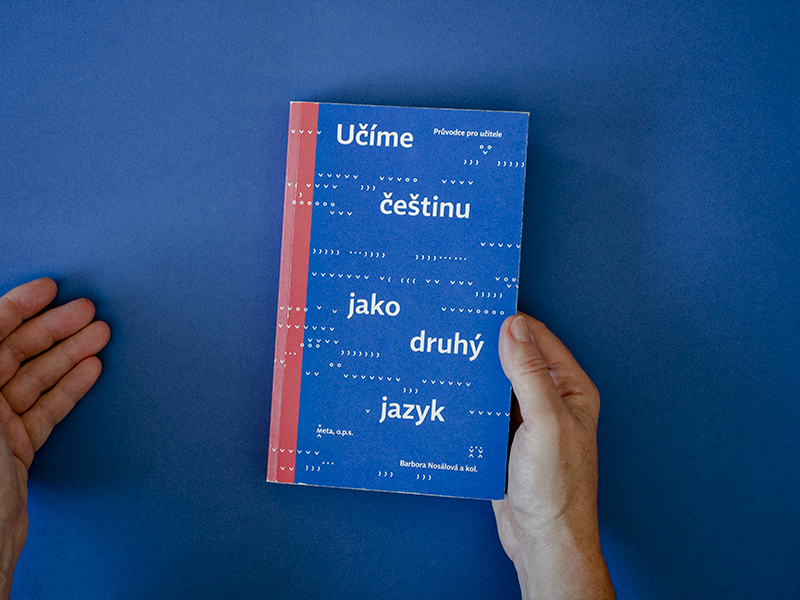 Učíme
Průvodce pro učitele
češtinu
jako
druhý
jazyk
Meta, o.p.s.
Barbora Nosálová a kol.